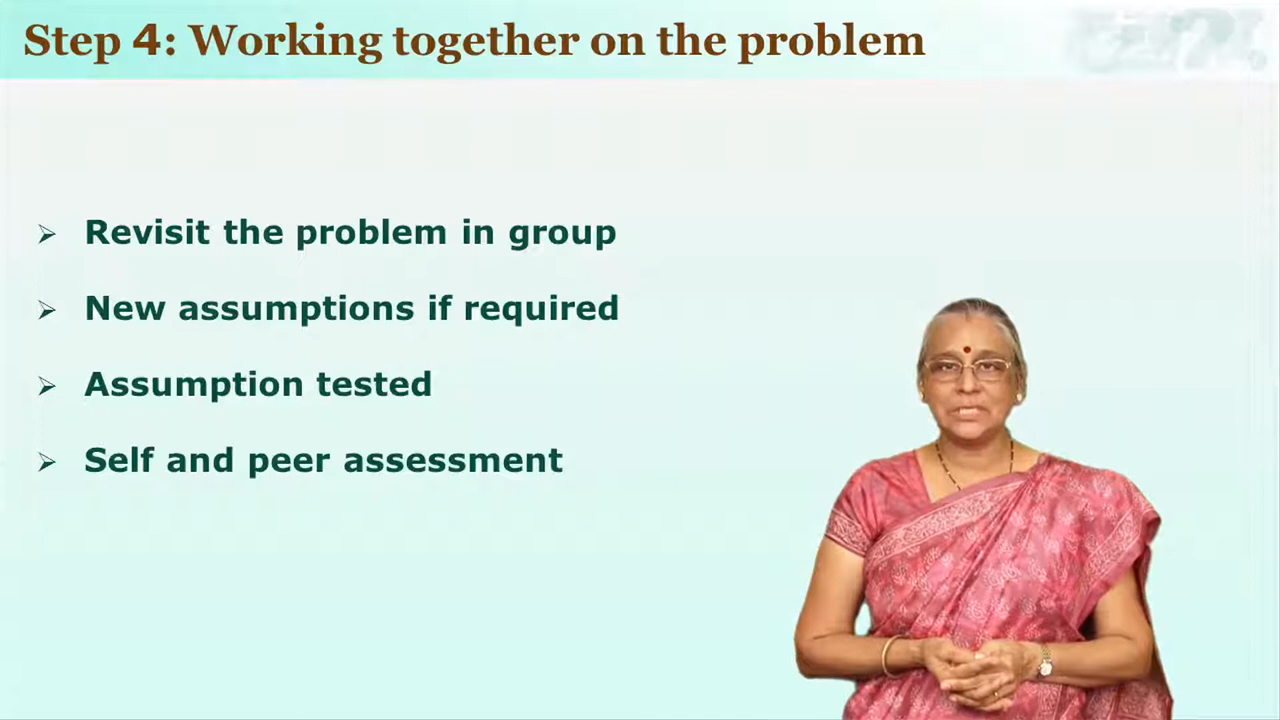 Step 4: Working together on the problem
➢ Revisit the problem in group
➢ New assumptions if required
➢ Assumption tested
➢ Self and peer assessment